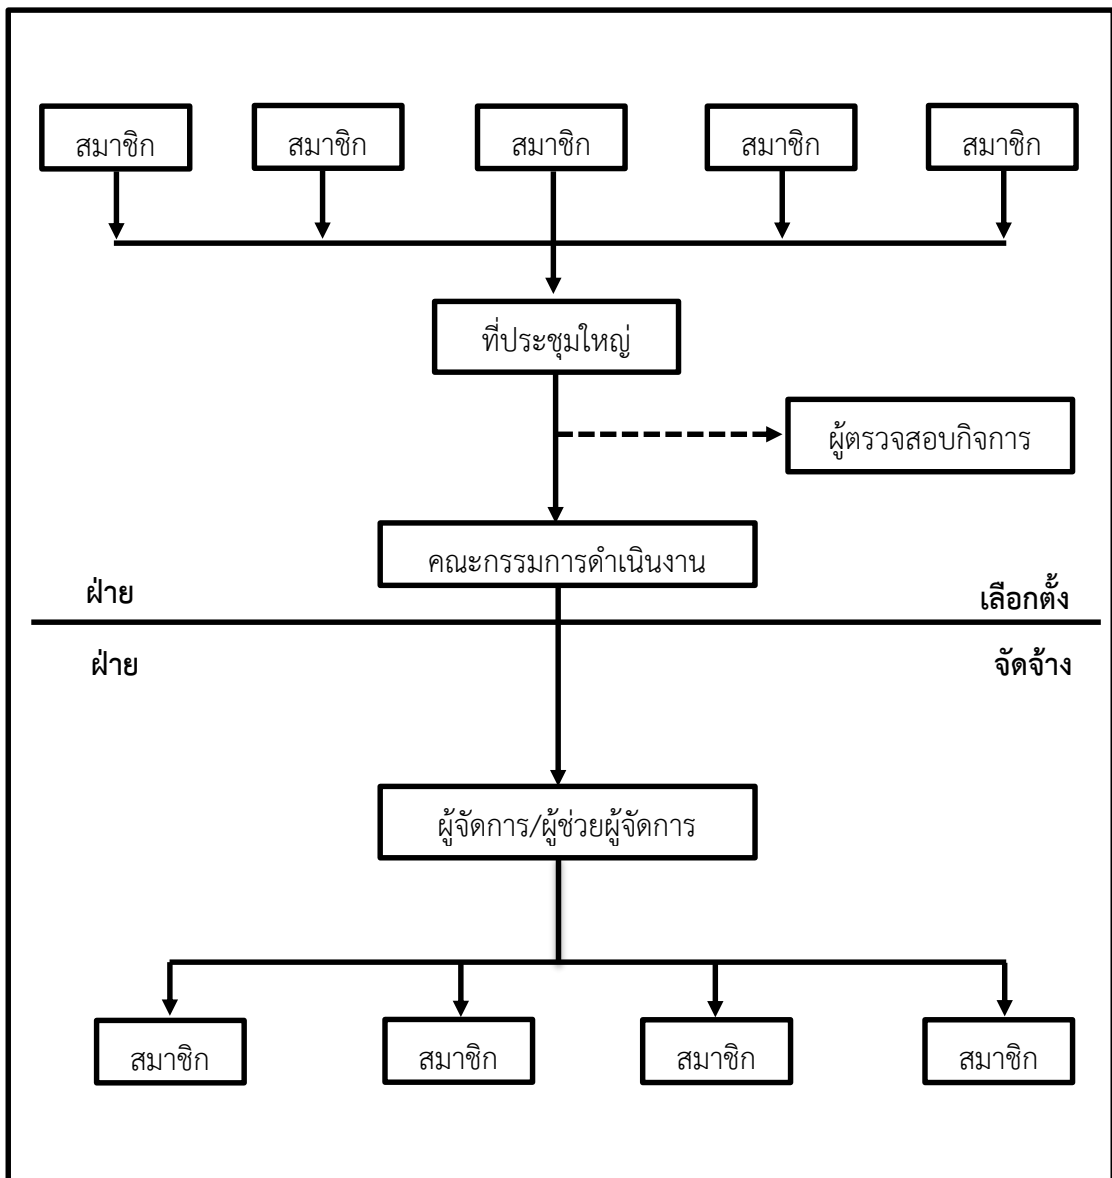 สมาชิก สมาชิก สมาชิก สมาชิก สมาชิก
ที่ประชุมใหญ่
ผู้ตรวจสอบกิจการ
คณะกรรมการดำเนินงาน
ฝ่าย เลือกตั้ง
ฝ่าย จัดจ้าง
ผู้จัดการ/ผู้ช่วยผู้จัดการ
สมาชิก สมาชิก สมาชิก สมาชิก